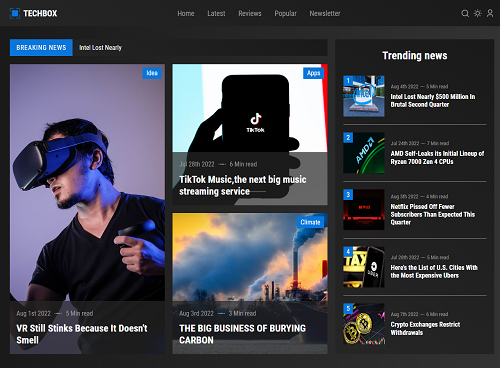 TECHBOX
Home Latest Reviews Popular Newsletter
BREAKING NEWS Intel Lost Nearly
Idea
Aug 1st 2022 — 5 Min read
VR Still Stinks Because It Doesn't
Smell
Apps
TikTok
Jul 28th 2022 — 6 Min read
TikTok Music,the next big music
streaming service
Climate
Aug 3rd 2022 — 3 Min read
THE BIG BUSINESS OF BURYING
CARBON
Trending news
1
Aug 4th 2022 — 5 Min read
Intel Lost Nearly $500 Million In
Brutal Second Quarter
2
AMD
Jul 24th 2022 — 7 Min read
AMD Self-Leaks Its Initial Lineup of
Ryzen 7000 Zen 4 CPUs
3
Aug 3th 2022 — 4 Min read
Netflix Pissed Off Fewer
Subscribers Than Expected This
Quarter
4
UBER
Jul 28th 2022 — 6 Min read
Here's the List of U.S. Cities With
the Most Expensive Ubers
5
Aug 7th 2022 — 6 Min read
Crypto Exchanges Restrict
Withdrawals